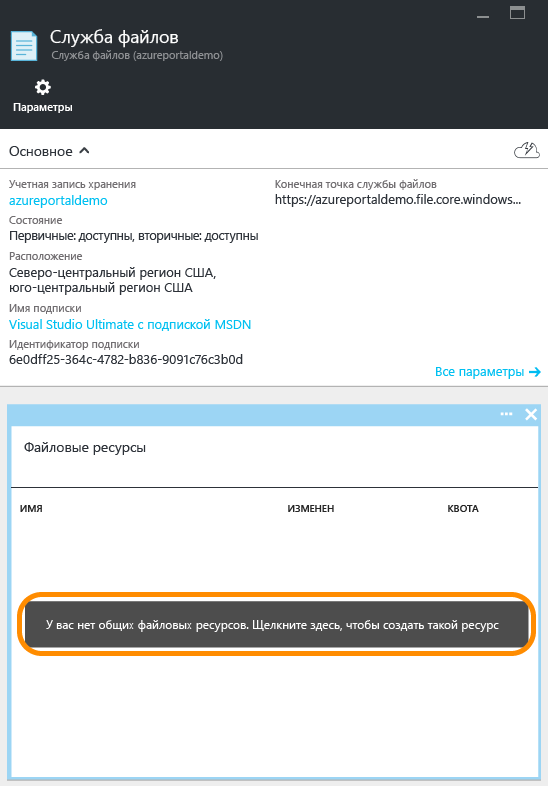 Служба файлов
Служба файлов (azureportaldemo)
Параметры
Основное
Учетная запись хранения
azureportaldemo
Состояние
Первичные: доступны, вторичные: доступны
Расположение
Северо-центральный регион США,
юго-центральный регион США
Имя подписки
Visual Studio Ultimate с подпиской MSDN
Идентификатор подписки
6e0dff25-364c-4782-b836-9091c76c3b0d
Конечная точка службы файлов
https://azureportaldemo.file.core.windows...
Все параметры
Файловые ресурсы
ИМЯ ИЗМЕНЕН КВОТА
У вас нет общих файловых ресурсов. Щелкните здесь, чтобы создать такой ресурс